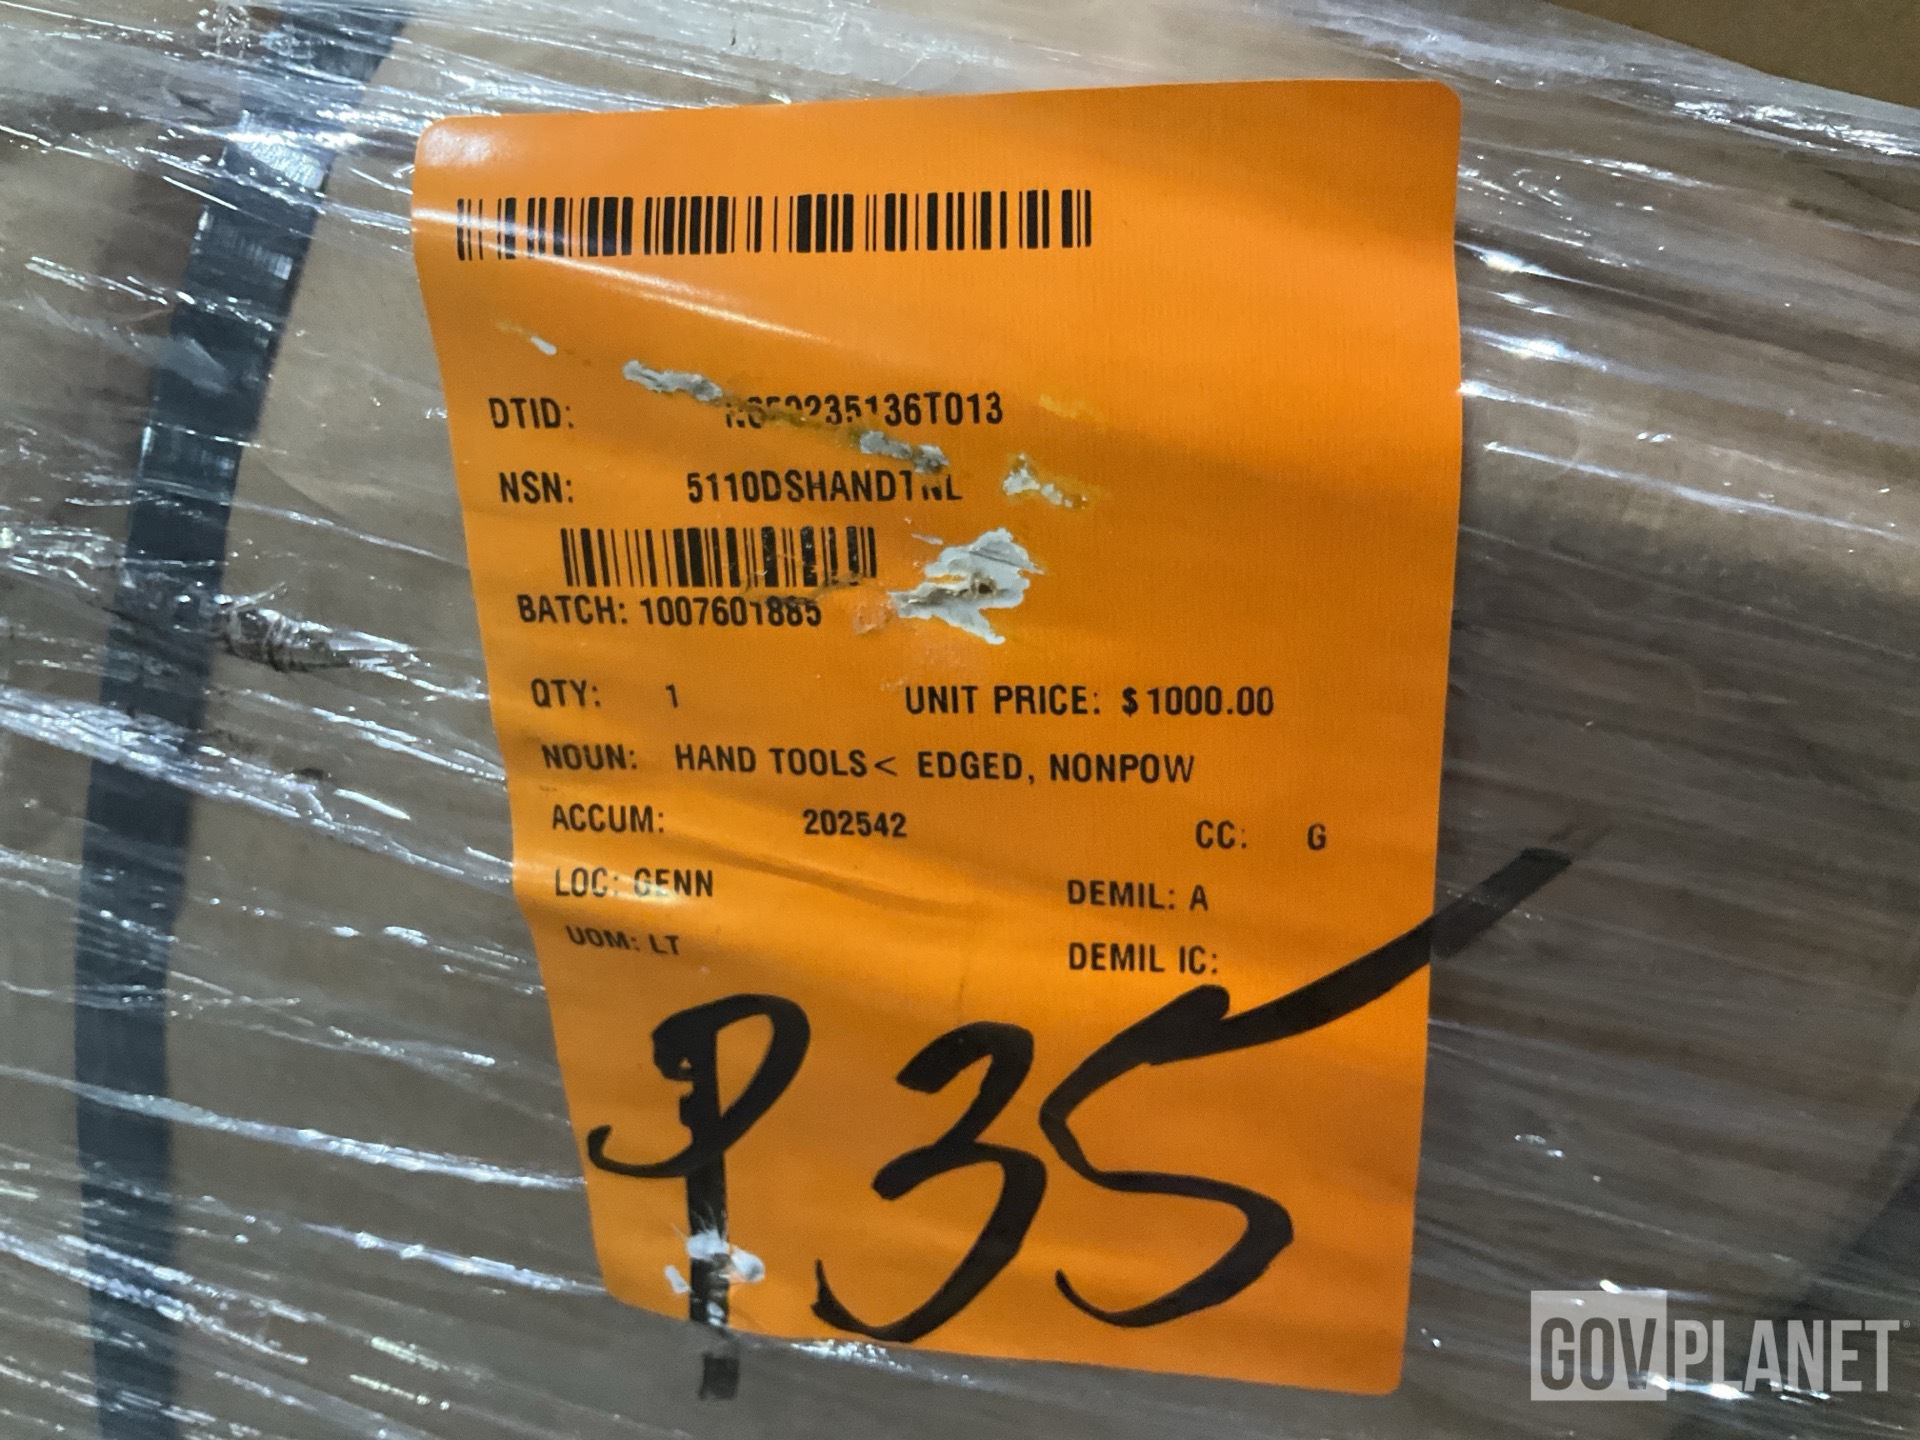 DTID:
NSN: 5110DSHANDTNL
BATCH: 1007601885
QTY: 1 UNIT PRICE: $1000.00
NOUN: HAND TOOLS< EDGED, NONPOW
ACCUM: 202542 CC: G
LOC: GENN DEMIL: A
UOM: LT DEMIL IC:
P 35
GOVPLANET